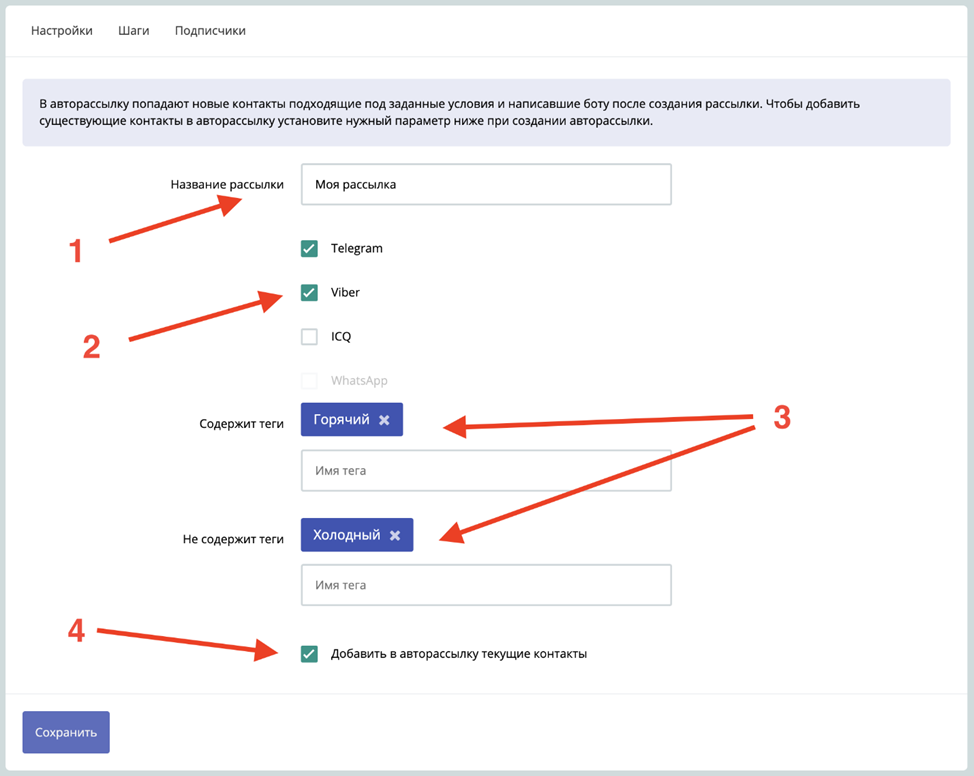 Настройки Шаги Подписчики
В авторассылку попадают новые контакты подходящие под заданные условия и написавшие боту после создания рассылки. Чтобы добавить
существующие контакты в авторассылку установите нужный параметр ниже при создании авторассылки.
Название рассылки Моя рассылка
1
Telegram
Viber
2
ICQ
WhatsApp
Содержит теги Горячий 3
Имя тега
Не содержит теги Холодный
Имя тега
4 Добавить в авторассылку текущие контакты
Сохранить